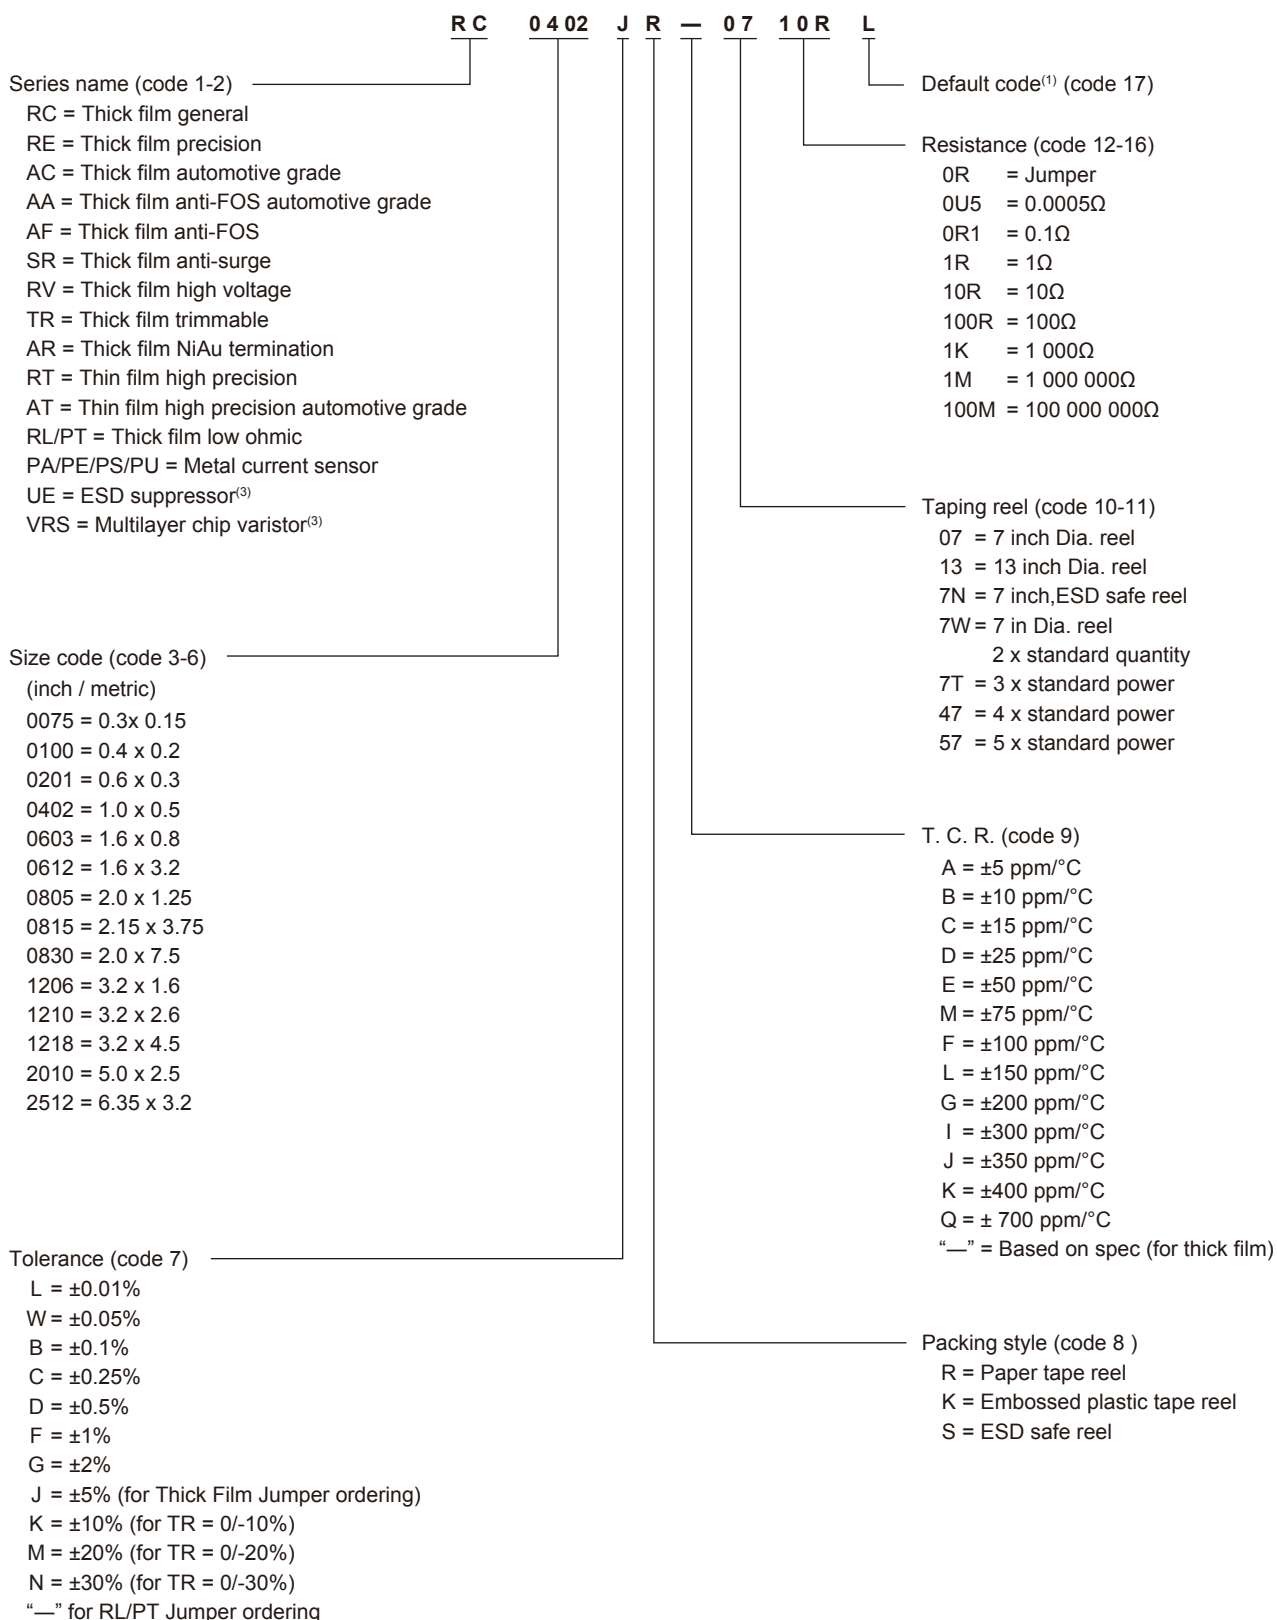 RC 0402 J R — 07 10R L
Series name (code 1-2)
RC = Thick film general
RE = Thick film precision
AC = Thick film automotive grade
AA = Thick film anti-FOS automotive grade
AF = Thick film anti-FOS
SR = Thick film anti-surge
RV = Thick film high voltage
TR = Thick film trimmable
AR = Thick film NiAu termination
RT = Thin film high precision
AT = Thin film high precision automotive grade
RL/PT = Thick film low ohmic
PA/PE/PS/PU = Metal current sensor
UE = ESD suppressor(3)
VRS = Multilayer chip varistor(3)
Size code (code 3-6)
(inch / metric)
0075 = 0.3x 0.15
0100 = 0.4 x 0.2
0201 = 0.6 x 0.3
0402 = 1.0 x 0.5
0603 = 1.6 x 0.8
0612 = 1.6 x 3.2
0805 = 2.0 x 1.25
0815 = 2.15 x 3.75
0830 = 2.0 x 7.5
1206 = 3.2 x 1.6
1210 = 3.2 x 2.6
1218 = 3.2 x 4.5
2010 = 5.0 x 2.5
2512 = 6.35 x 3.2
Tolerance (code 7)
L = ±0.01%
W = ±0.05%
B = ±0.1%
C = ±0.25%
D = ±0.5%
F = ±1%
G = ±2%
J = ±5% (for Thick Film Jumper ordering)
K = ±10% (for TR = 0/-10%)
M = ±20% (for TR = 0/-20%)
N = ±30% (for TR = 0/-30%)
“—” for RL/PT Jumper ordering
Default code(1) (code 17)
Resistance (code 12-16)
0R = Jumper
0U5 = 0.0005Ω
0R1 = 0.1Ω
1R = 1Ω
10R = 10Ω
100R = 100Ω
1K = 1 000Ω
1M = 1 000 000Ω
100M = 100 000 000Ω
Taping reel (code 10-11)
07 = 7 inch Dia. reel
13 = 13 inch Dia. reel
7N = 7 inch,ESD safe reel
7W = 7 in Dia. reel
2 x standard quantity
7T = 3 x standard power
47 = 4 x standard power
57 = 5 x standard power
T. C. R. (code 9)
A = ±5 ppm/°C
B = ±10 ppm/°C
C = ±15 ppm/°C
D = ±25 ppm/°C
E = ±50 ppm/°C
M = ±75 ppm/°C
F = ±100 ppm/°C
L = ±150 ppm/°C
G = ±200 ppm/°C
I = ±300 ppm/°C
J = ±350 ppm/°C
K = ±400 ppm/°C
Q = ± 700 ppm/°C
“—” = Based on spec (for thick film)
Packing style (code 8 )
R = Paper tape reel
K = Embossed plastic tape reel
S = ESD safe reel